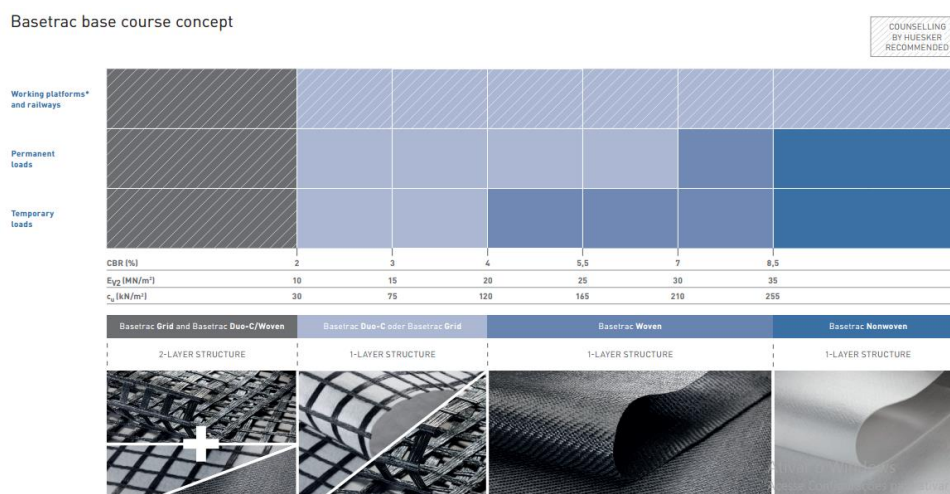 Basetrac base course concept
COUNSELLING
BY HUESKER
RECOMMENDED
Working platforms*
and railways
Permanent
loads
Temporary
loads
CBR (%) 2 3 4 5,5 7 8,5
EV2 (MN/m²) 10 15 20 25 30 35
cu (kN/m²) 30 75 120 165 210 255
Basetrac Grid and Basetrac Duo-C/Woven Basetrac Duo-C oder Basetrac Grid Basetrac Woven Basetrac Nonwoven
2-LAYER STRUCTURE 1-LAYER STRUCTURE 1-LAYER STRUCTURE 1-LAYER STRUCTURE